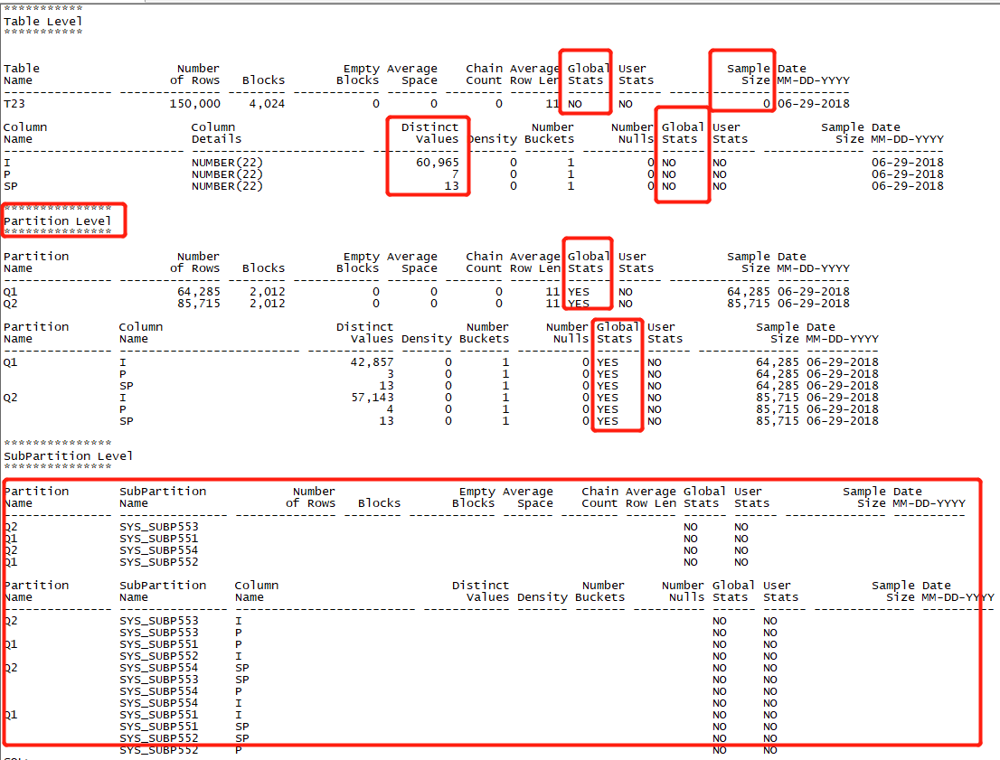 ***********
Table Level
***********
Table Number Empty Average Chain Average Global User Sample Date
Name of Rows Blocks Blocks Space Count Row Len Stats Stats Size MM-DD-YYYY
T23 150,000 4,024 0 0 0 11 NO NO 0 06-29-2018
Column Column Distinct Number Number Global User Sample Date
Name Details Values Density Buckets Nulls Stats Stats Size MM-DD-YYYY
I NUMBER(22) 60,965 0 1 0 NO NO 06-29-2018
P NUMBER(22) 7 0 1 0 NO NO 06-29-2018
SP NUMBER(22) 13 0 1 0 NO NO 06-29-2018
***************
Partition Level
***************
Partition Number Empty Average Chain Average Global User Sample Date
Name of Rows Blocks Blocks Space Count Row Len Stats Stats Size MM-DD-YYYY
Q1 64,285 2,012 0 0 0 11 YES NO 64,285 06-29-2018
Q2 85,715 2,012 0 0 0 11 YES NO 85,715 06-29-2018
Partition Column Distinct Number Number Global User Sample Date
Name Name Values Density Buckets Nulls Stats Stats Size MM-DD-YYYY
Q1 I 42,857 0 1 0 YES NO 64,285 06-29-2018
P 3 0 1 0 YES NO 64,285 06-29-2018
SP 13 0 1 0 YES NO 64,285 06-29-2018
Q2 I 57,143 0 1 0 YES NO 85,715 06-29-2018
P 4 0 1 0 YES NO 85,715 06-29-2018
SP 13 0 1 0 YES NO 85,715 06-29-2018
***************
SubPartition Level
***************
Partition SubPartition Number Empty Average Chain Average Global User Sample Date
Name Name of Rows Blocks Blocks Space Count Row Len Stats Stats Size MM-DD-YYYY
Q2 SYS_SUBP553 NO NO
Q1 SYS_SUBP551 NO NO
Q2 SYS_SUBP554 NO NO
Q1 SYS_SUBP552 NO NO
Partition SubPartition Column Distinct Number Number Global User Sample Date
Name Name Name Values Density Buckets Nulls Stats Stats Size MM-DD-YYYY
Q2 SYS_SUBP553 I NO NO
SYS_SUBP553 P NO NO
Q1 SYS_SUBP551 P NO NO
SYS_SUBP552 I NO NO
Q2 SYS_SUBP554 SP NO NO
SYS_SUBP553 SP NO NO
SYS_SUBP554 P NO NO
SYS_SUBP554 I NO NO
Q1 SYS_SUBP551 I NO NO
SYS_SUBP551 SP NO NO
SYS_SUBP552 SP NO NO
SYS_SUBP552 P NO NO